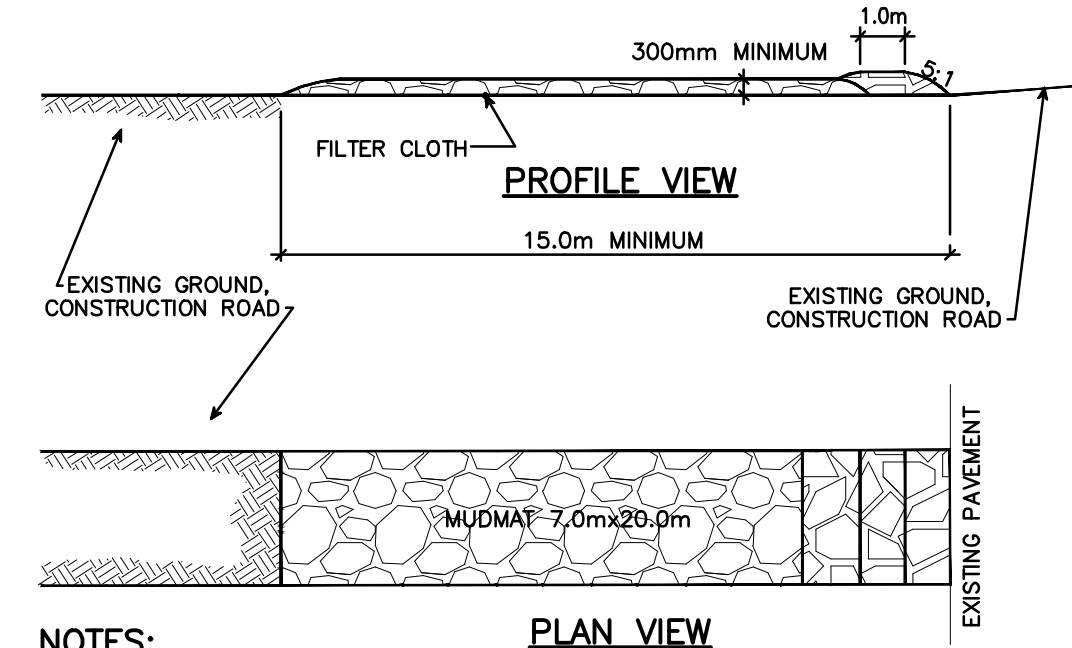 1.0m
300mm MINIMUM
5:1
FILTER CLOTH
PROFILE VIEW
15.0m MINIMUM
EXISTING GROUND,
CONSTRUCTION ROAD
EXISTING GROUND,
CONSTRUCTION ROAD
MUDMAT 7.0mx20.0m
EXISTING PAVEMENT
PLAN VIEW
NOTES: